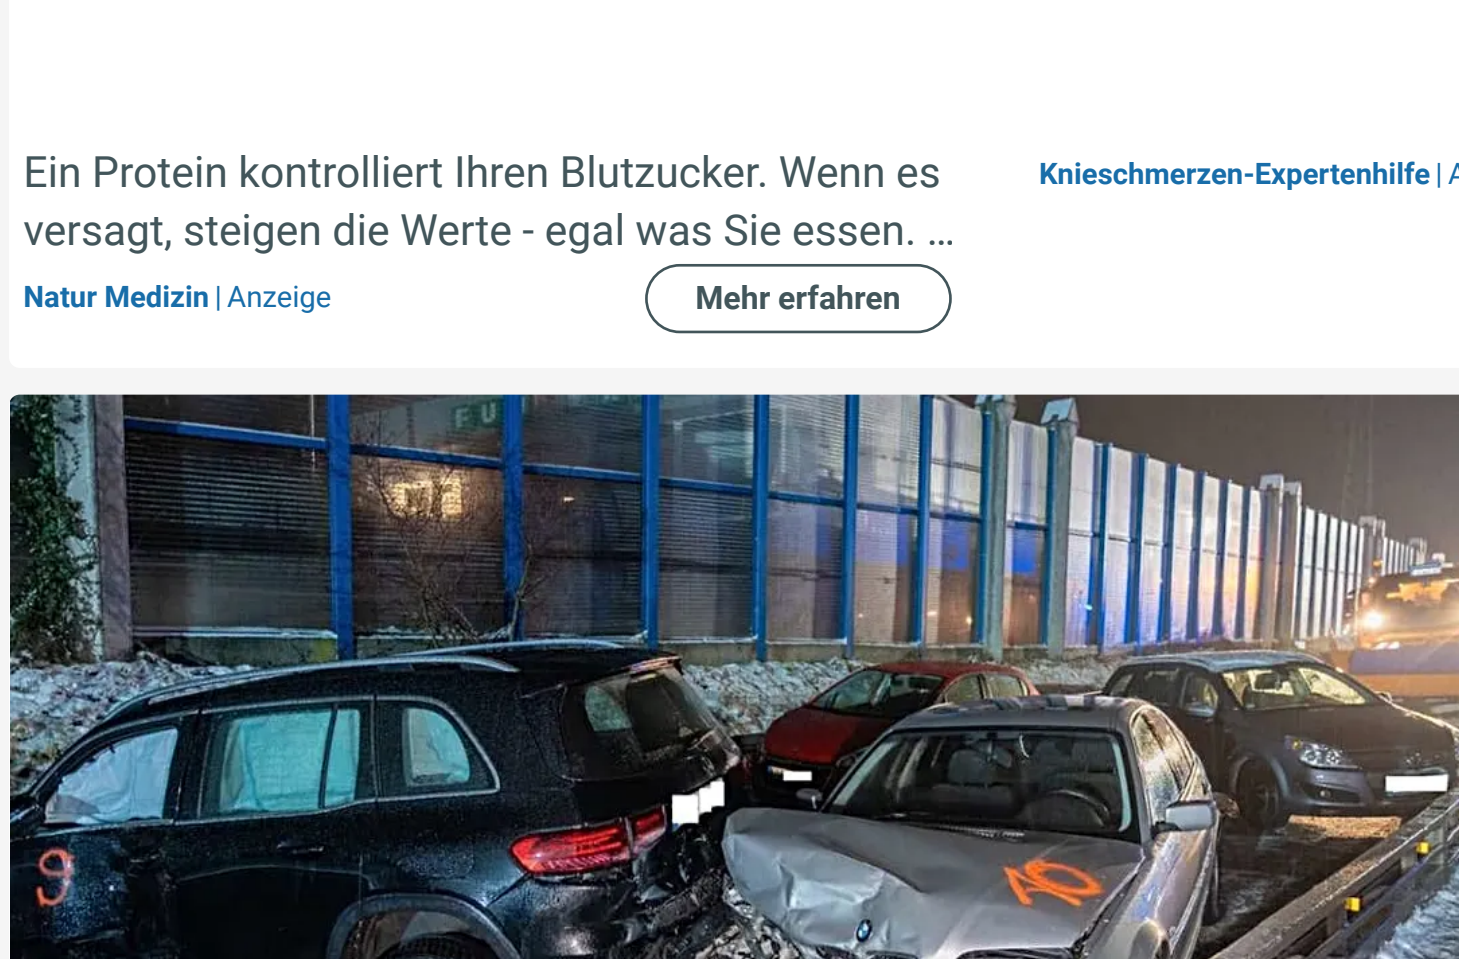 Ein Protein kontrolliert Ihren Blutzucker. Wenn es
versagt, steigen die Werte - egal was Sie essen. ...
Natur Medizin | Anzeige
Mehr erfahren
Knieschmerzen-Expertenhilfe | A
9
10